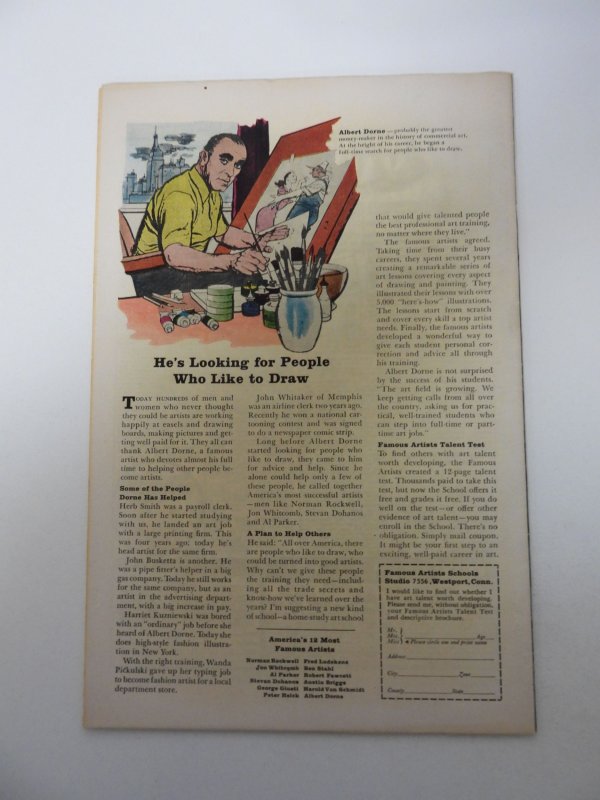 Albert Dorne—probably the greatest
money-maker in the history of commercial art.
At the height of his career, he began a
full-time search for people who like to draw.
He's Looking for People
Who Like to Draw
TODAY HUNDREDS of men and
women who never thought
they could be artists are working
happily at easels and drawing
boards, making pictures and get-
ting well paid for it. They all can
thank Albert Dorne, a famous
artist who devotes almost his full
time to helping other people be-
come artists.
Some of the People
Dorne Has Helped
Herb Smith was a payroll clerk.
Soon after he started studying
with us, he landed an art job
with a large printing firm. This
was four years ago. today he's
head artist for the same firm.
John Busketta is another. He
was a pipe fitter's helper in a big
gas company. Today he still works
for the same company, but as an
artist in the advertising depart-
ment, with a big increase in pay.
Harriet Kuzniewski was bored
with an "ordinary" job before she
heard of Albert Dorne. Today she
does high-style fashion illustra-
tion in New York.
With the right training, Wanda
Pickulski gave up her typing job
to become fashion artist for a local
department store.
John Whitaker of Memphis
was an airline clerk two years ago.
Recently he won a national car-
tooning contest and was signed
to do a newspaper comic strip.
Long before Albert Dorne
started looking for people who
like to draw, they came to him
for advice and help. Since he
alone could help only a few of
these people, he called together
America's most successful artists
—men like Norman Rockwell,
Jon Whitcomb, Stevan Dohanos
and Al Parker.
A Plan to Help Others
He said: "All over America, there
are people who like to draw, who
could be turned into good artists.
Why can't we give these people
the training they need—includ-
ing all the trade secrets and
know-how we've learned over the
years? I'm suggesting a new kind
of school—a home-study art school
America's 12 Most
Famous Artists
Norman Rockwell Fred Ludekens
Jon Whitcomb Ben Stahl
Al Parker Robert Fawcett
Stevan Dohanos Austin Briggs
George Giusti Harold Von Schmidt
Peter Helck Albert Dorne
that would give talented people
the best professional art training,
no matter where they live."
The famous artists agreed.
Taking time from their busy
careers, they spent several years
creating a remarkable series of
art lessons covering every aspect
of drawing and painting. They
illustrated their lessons with over
5,000 "here's-how" illustrations.
The lessons start from scratch
and cover every skill a top artist
needs. Finally, the famous artists
developed a wonderful way to
give each student personal cor-
rection and advice all through
his training.
Albert Dorne is not surprised
by the success of his students.
"The art field is growing. We
keep getting calls from all over
the country, asking us for prac-
tical, well-trained students who
can step into full-time or part-
time art jobs."
Famous Artists Talent Test
To find others with art talent
worth developing, the Famous
Artists created a 12-page talent
test. Thousands paid to take this
test, but now the School offers it
free and grades it free. If you do
well on the test—or offer other
evidence of art talent—you may
enroll in the School. There's no
obligation. Simply mail coupon.
It might be your first step to an
exciting, well-paid career in art.
Famous Artists Schools
Studio 7356, Westport, Conn.
I would like to find out whether I
have art talent worth developing.
Please send me, without obligation,
your Famous Artists Talent Test
and descriptive brochure.
Mr.
Mrs. Age
Miss Please circle one and print name
Address
City Zone
County State